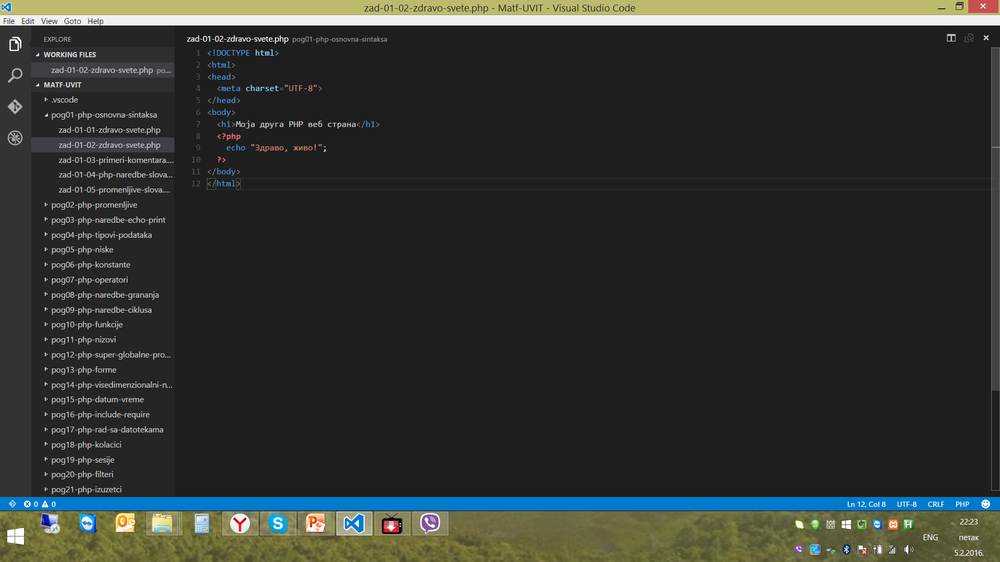 zad-01-02-zdravo-svete.php - Matf-UVIT - Visual Studio Code
File Edit View Goto Help
EXPLORE
WORKING FILES
zad-01-02-zdravo-svete.php po...
MATF-UVIT
.vscode
pog01-php-osnovna-sintaksa
zad-01-01-zdravo-svete.php
zad-01-02-zdravo-svete.php
zad-01-03-primeri-komentara....
zad-01-04-php-naredbe-slova...
zad-01-05-promenljive-slova....
pog02-php-promenljive
pog03-php-naredbe-echo-print
pog04-php-tipovi-podataka
pog05-php-niske
pog06-php-konstante
pog07-php-operatori
pog08-php-naredbe-grananja
pog09-php-naredbe-ciklusa
pog10-php-funkcije
pog11-php-nizovi
pog12-php-super-globalne-pro...
pog13-php-forme
pog14-php-visedimenzionalni-n...
pog15-php-datum-vreme
pog16-php-include-require
pog17-php-rad-sa-datotekama
pog18-php-kolacici
pog19-php-sesije
pog20-php-filteri
pog21-php-izuzetci
zad-01-02-zdravo-svete.php pog01-php-osnovna-sintaksa
1 <!DOCTYPE html>
2 <html>
3 <head>
4 <meta charset="UTF-8">
5 </head>
6 <body>
7 <h1>Моја друга PHP веб страна</h1>
8 <?php
9 echo "Здраво, живо!";
10 ?>
11 </body>
12 </html>
0 0
Ln 12, Col 8 UTF-8 CRLF PHP
ENG
22:23
петак
5.2.2016.